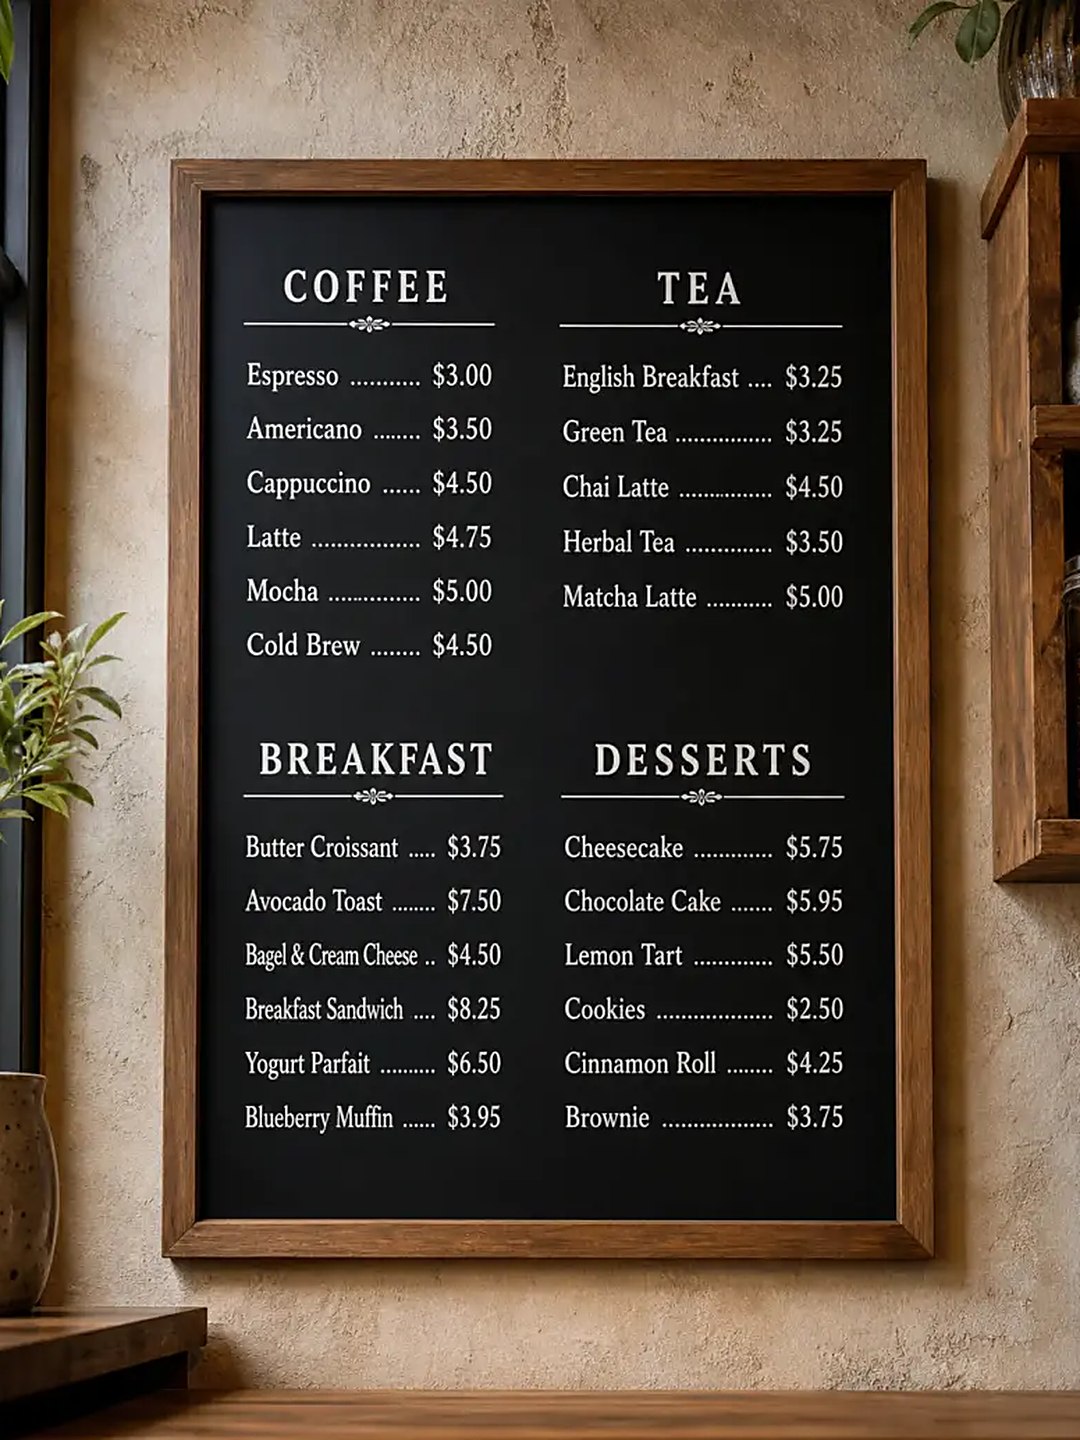 COFFEE
Espresso ........... $3.00
Americano ........ $3.50
Cappuccino ...... $4.50
Latte ................. $4.75
Mocha .............. $5.00
Cold Brew ........ $4.50
TEA
English Breakfast .... $3.25
Green Tea ............... $3.25
Chai Latte ............... $4.50
Herbal Tea .............. $3.50
Matcha Latte ........... $5.00
BREAKFAST
Butter Croissant ..... $3.75
Avocado Toast ........ $7.50
Bagel & Cream Cheese .. $4.50
Breakfast Sandwich .... $8.25
Yogurt Parfait .......... $6.50
Blueberry Muffin ...... $3.95
DESSERTS
Cheesecake ............. $5.75
Chocolate Cake ....... $5.95
Lemon Tart ............. $5.50
Cookies ................... $2.50
Cinnamon Roll ........ $4.25
Brownie .................. $3.75